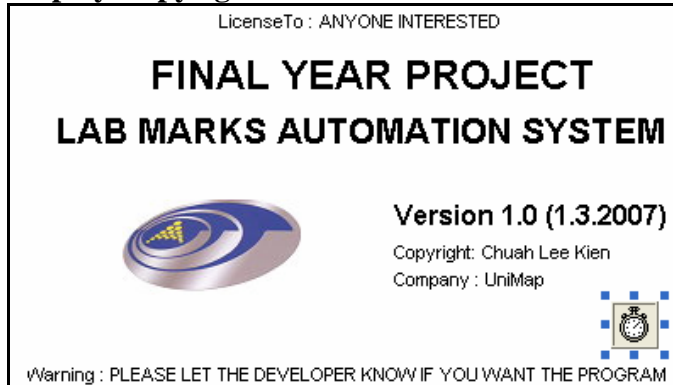 LicenseTo : ANYONE INTERESTED
FINAL YEAR PROJECT
LAB MARKS AUTOMATION SYSTEM
Version 1.0 (1.3.2007)
Copyright: Chuah Lee Kien
Company : UniMap
Warning : PLEASE LET THE DEVELOPER KNOW IF YOU WANT THE PROGRAM